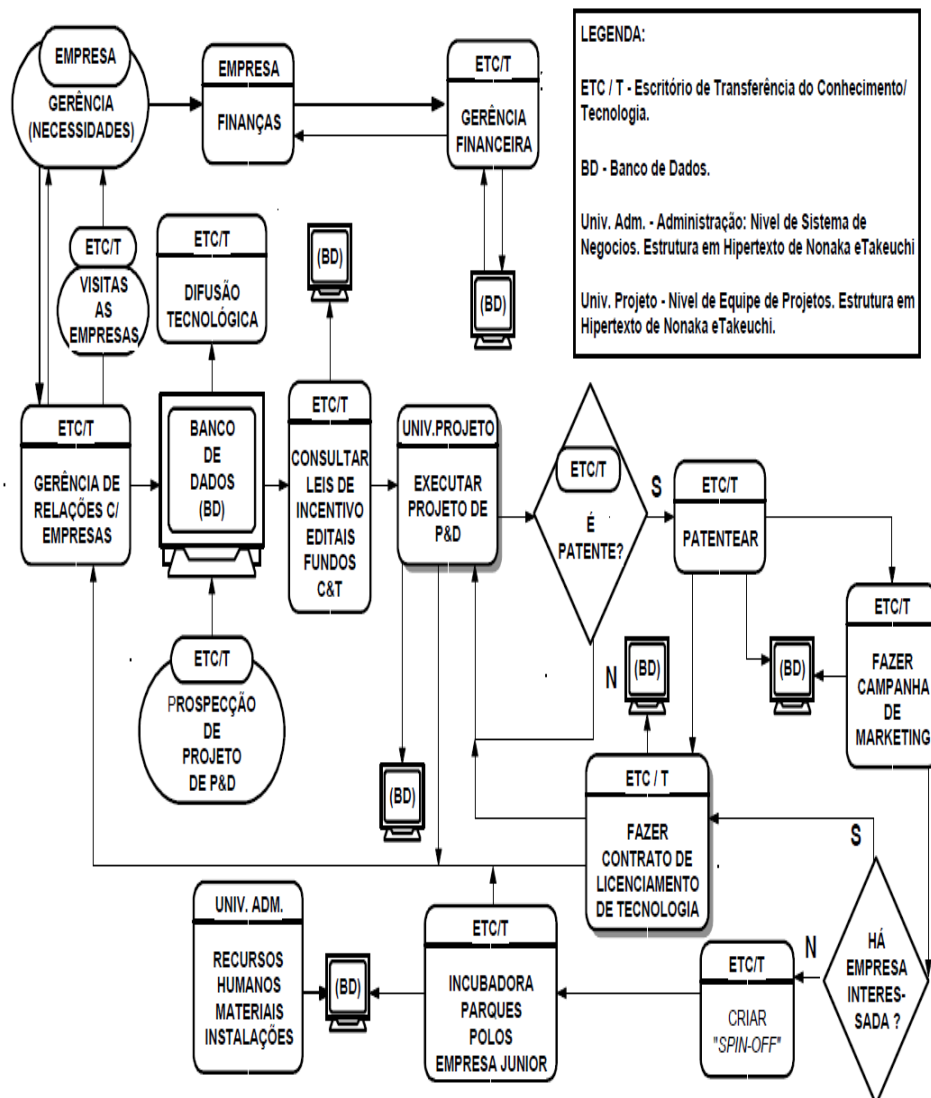 EMPRESA
GERÊNCIA
(NECESSIDADES)
EMPRESA
FINANÇAS
ETC/T
GERÊNCIA
FINANCEIRA
LEGENDA:
ETC / T - Escritório de Transferência do Conhecimento/
Tecnologia.
BD - Banco de Dados.
Univ. Adm. - Administração: Nivel de Sistema de
Negocios. Estrutura em Hipertexto de Nonaka eTakeuchi
Univ. Projeto - Nivel de Equipe de Projetos. Estrutura em
Hipertexto de Nonaka eTakeuchi.
ETC/T
VISITAS
AS
EMPRESAS
ETC/T
DIFUSÃO
TECNOLÓGICA
(BD)
(BD)
ETC/T
GERÊNCIA DE
RELAÇÕES C/
EMPRESAS
BANCO
DE
DADOS
(BD)
ETC/T
CONSULTAR
LEIS DE
INCENTIVO
EDITAIS
FUNDOS
C&T
UNIV.PROJETO
EXECUTAR
PROJETO DE
P&D
ETC/T
É
PATENTE?
S
N
ETC/T
PATENTEAR
ETC/T
FAZER
CAMPANHA
DE
MARKETING
ETC/T
PROSPECÇÃO
DE
PROJETO
DE P&D
(BD)
(BD)
(BD)
ETC / T
FAZER
CONTRATO DE
LICENCIAMENTO
DE TECNOLOGIA
S
HÁ
EMPRESA
INTERES-
SADA ?
N
UNIV. ADM.
RECURSOS
HUMANOS
MATERIAIS
INSTALAÇÕES
(BD)
ETC/T
INCUBADORA
PARQUES
POLOS
EMPRESA JUNIOR
ETC/T
CRIAR
"SPIN-OFF"